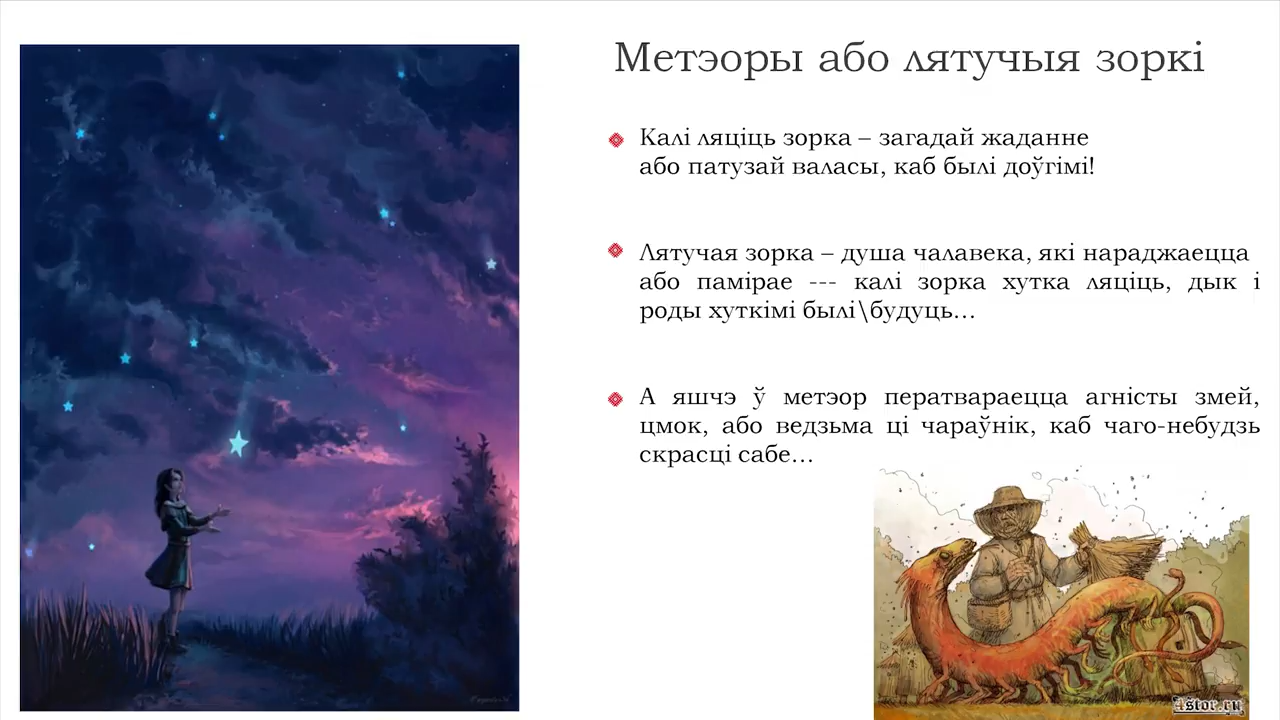 Метэоры або лятучыя зоркі
Калі ляціць зорка – загадай жаданне
або патузай валасы, каб былі доўгімі!
Лятучая зорка – душа чалавека, які нараджаецца
або памірае --- калі зорка хутка ляціць, дык і
роды хуткімі былі\будуць...
А яшчэ ў метэор ператвараецца агністы змей,
цмок, або ведзьма ці чараўнік, каб чаго-небудзь
скрасці сабе...
4stor.ru